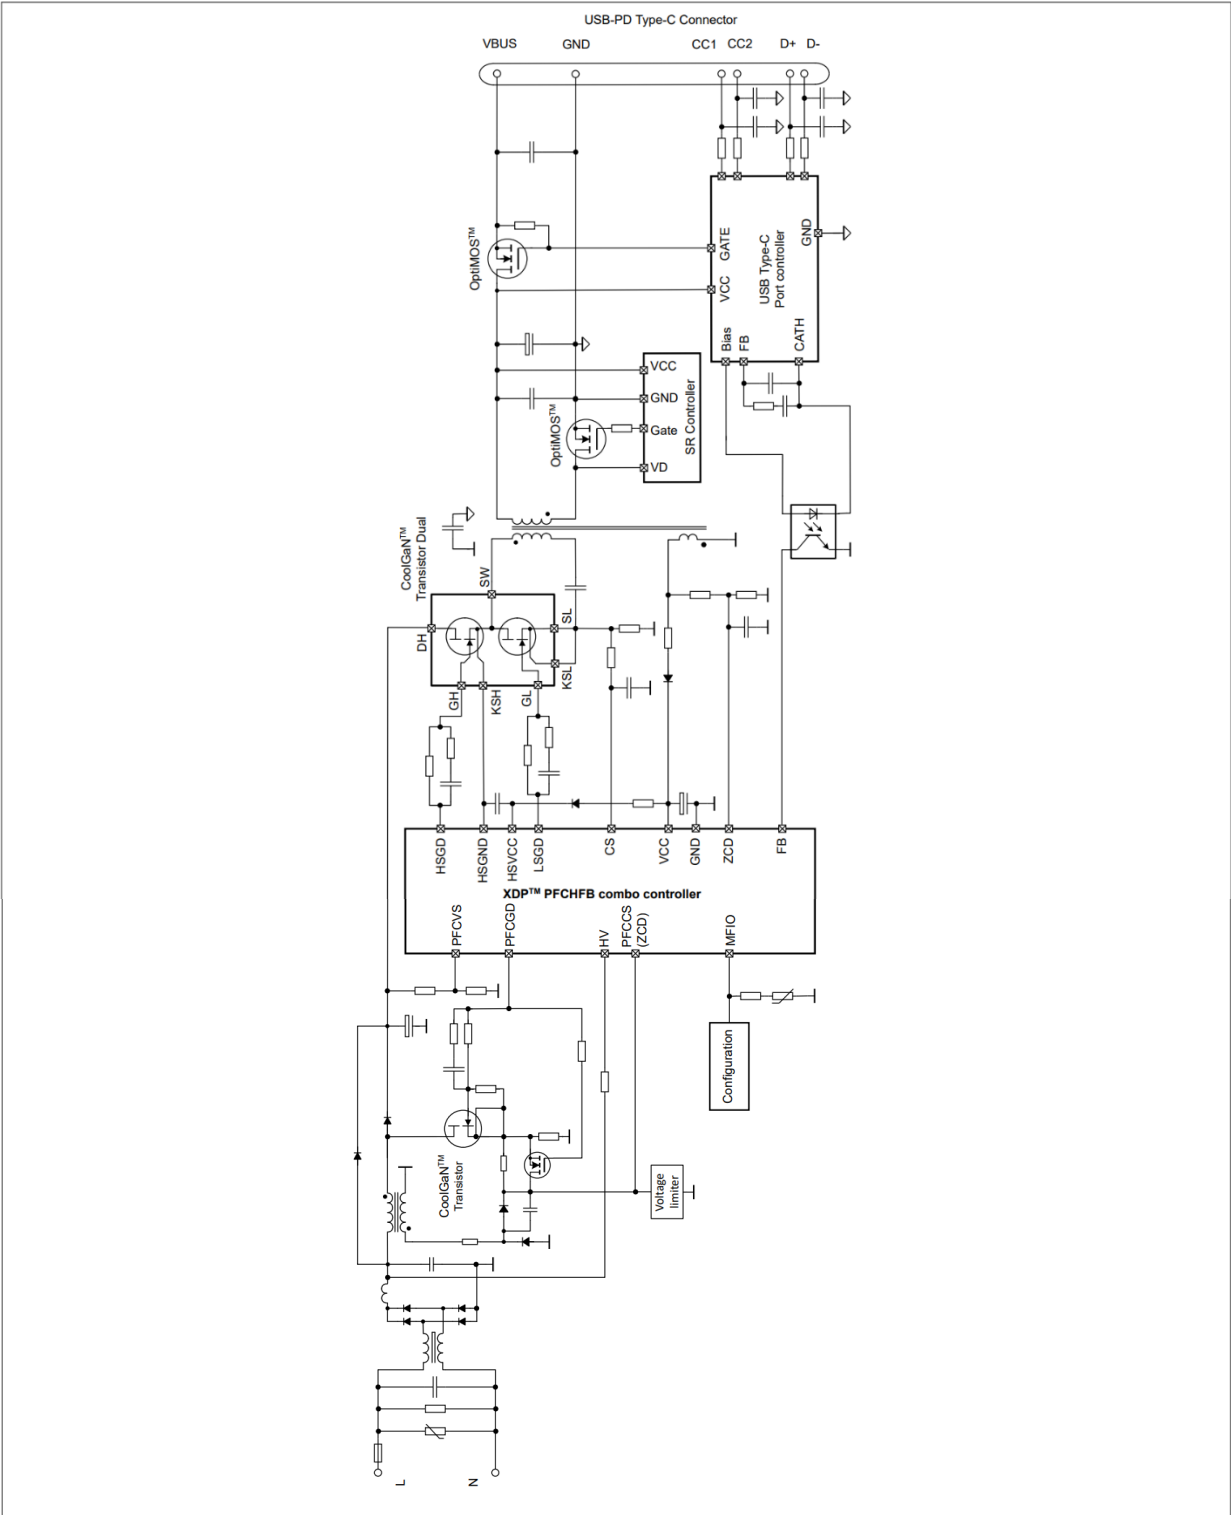 USB-PD Type-C Connector
VBUS
GND
CC1
CC2
D+
D-
OptiMOS™
GATE
VCC
GND
USB Type-C
Port controller
Bias
FB
CATH
VCC
GND
Gate
VD
SR Controller
OptiMOS™
CoolGaN™
Transistor Dual
SW
DH
SL
KSL
GH
KSH
GL
HSGD
HSGND
HSVCC
LSGD
CS
VCC
GND
ZCD
FB
XDP™ PFCHFB combo controller
PFCVS
PFCGD
HV
PFCCS
(ZCD)
MFIO
Configuration
CoolGaN™
Transistor
Voltage
limiter
L
N